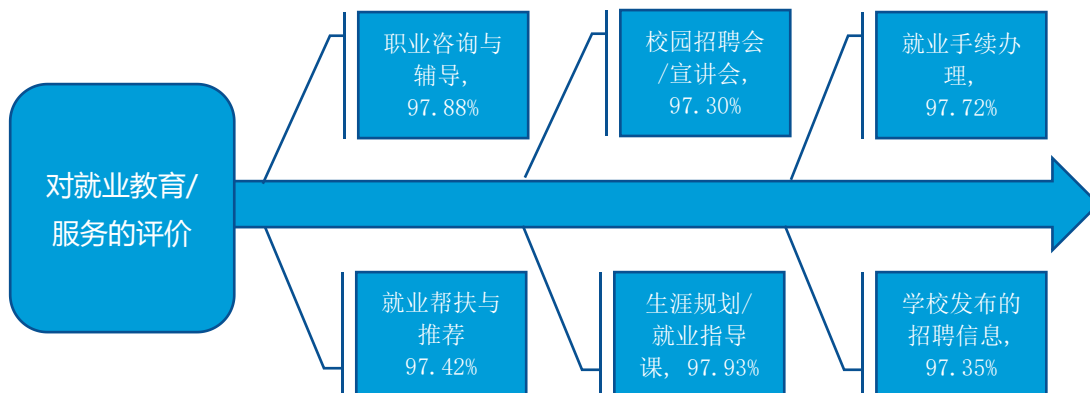 对就业教育/
服务的评价
职业咨询与
辅导,
97.88%
校园招聘会
/宣讲会,
97.30%
就业手续办
理,
97.72%
就业帮扶与
推荐
97.42%
生涯规划/
就业指导
课, 97.93%
学校发布的
招聘信息,
97.35%